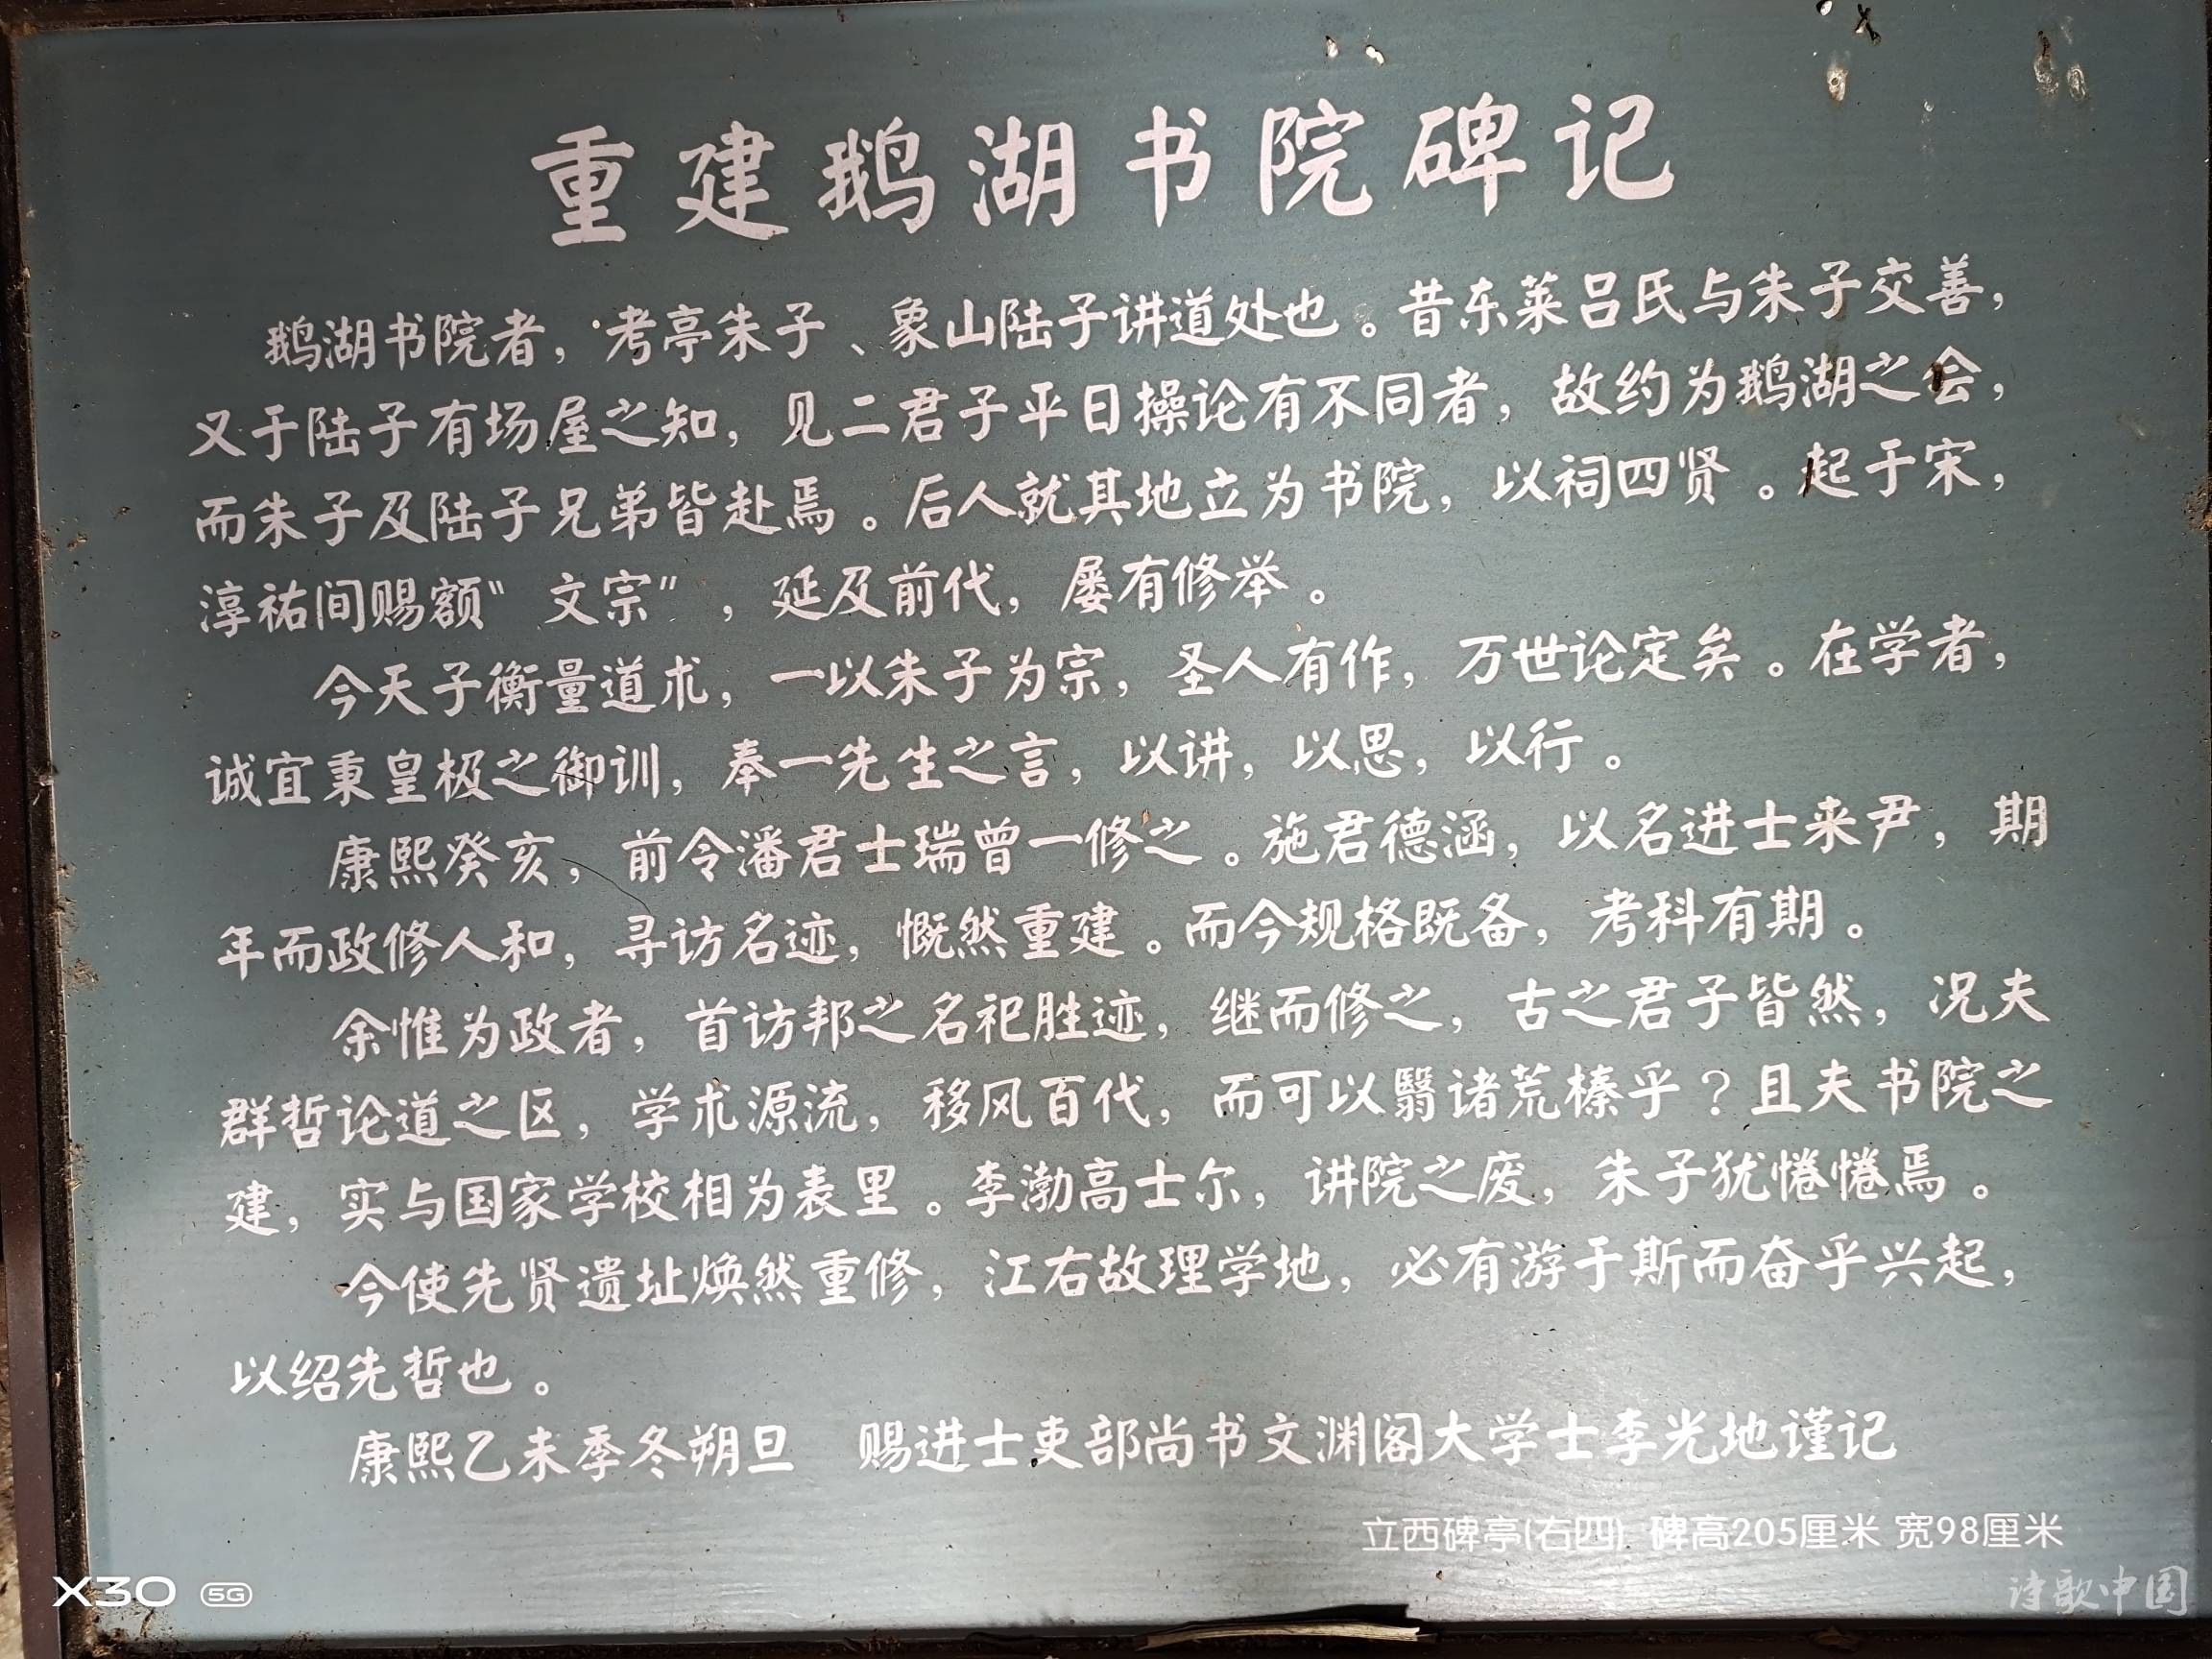 重建鹅湖书院碑记
鹅湖书院者，考亭朱子、象山陆子讲道处也。昔东莱吕氏与朱子交善，
又于陆子有场屋之知，见二君子平日操论有不同者，故约为鹅湖之会，
而朱子及陆子兄弟皆赴焉。后人就其地立为书院，以祠四贤。起于宋，
淳祐间赐额“文宗”，延及前代，屡有修举。
今天子衡量道术，一以朱子为宗，圣人有作，万世论定矣。在学者，
诚宜秉皇极之御训，奉一先生之言，以讲，以思，以行。
康熙癸亥，前令潘君士瑞曾一修之。施君德涵，以名进士来尹，期
年而政修人和，寻访名迹，慨然重建。而今规格既备，考科有期。
余惟为政者，首访邦之名祀胜迹，继而修之，古之君子皆然，况夫
群哲论道之区，学术源流，移风百代，而可以翳诸荒榛乎？且夫书院之
建，实与国家学校相为表里。李渤高士尔，讲院之废，朱子犹惓惓焉。
今使先贤遗址焕然重修，江右故理学地，必有游于斯而奋乎兴起，
以绍先哲也。
康熙乙未季冬朔旦 赐进士吏部尚书文渊阁大学士李光地谨记
立西碑亭(右四) 碑高205厘米 宽98厘米
X30 5G
诗歌中国